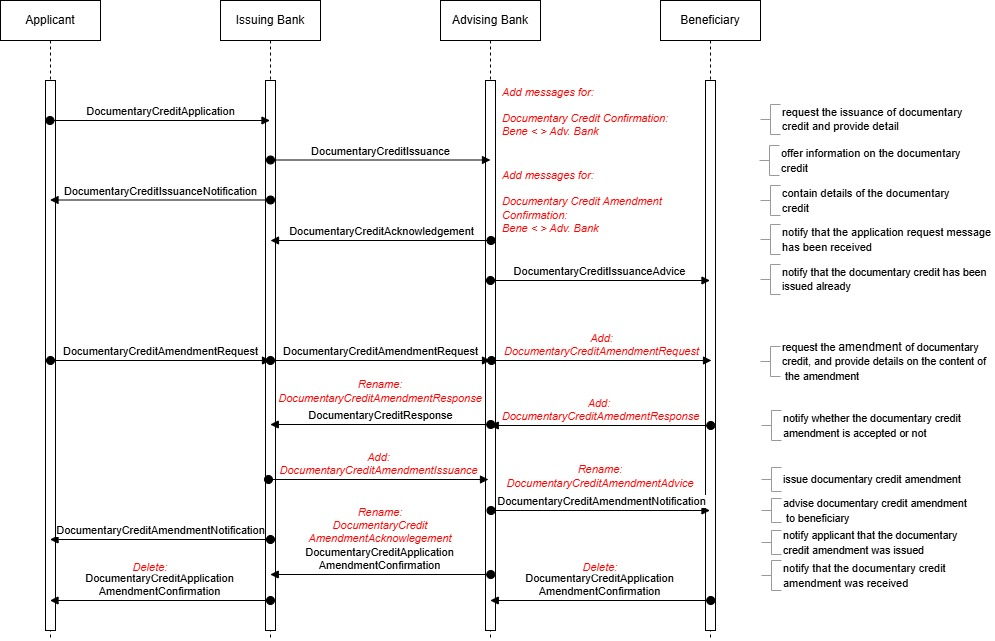 Applicant
Issuing Bank
Advising Bank
Beneficiary
Add messages for:
DocumentaryCreditApplication
Documentary Credit Confirmation:
Bene < > Adv. Bank
request the issuance of documentary
credit and provide detail
DocumentaryCreditIssuance
offer information on the documentary
credit
Add messages for:
DocumentaryCreditIssuanceNotification
Documentary Credit Amendment
Confirmation:
Bene < > Adv. Bank
contain details of the documentary
credit
DocumentaryCreditAcknowledgement
notify that the application request message
has been received
DocumentaryCreditIssuanceAdvice
notify that the documentary credit has been
issued already
DocumentaryCreditAmendmentRequest
DocumentaryCreditAmendmentRequest
Add:
DocumentaryCreditAmendmentRequest
request the amendment of documentary
credit, and provide details on the content of
the amendment
Rename:
DocumentaryCreditAmendmentResponse
DocumentaryCreditResponse
Add:
DocumentaryCreditAmedmentResponse
notify whether the documentary credit
amendment is accepted or not
Add:
DocumentaryCreditAmendmentIssuance
Rename:
DocumentaryCreditAmendmentAdvice
DocumentaryCreditAmendmentNotification
issue documentary credit amendment
advise documentary credit amendment
to beneficiary
DocumentaryCreditAmendmentNotification
Rename:
DocumentaryCredit
AmendmentAcknowlegement
DocumentaryCreditApplication
AmendmentConfirmation
notify applicant that the documentary
credit amendment was issued
Delete:
DocumentaryCreditApplication
AmendmentConfirmation
Delete:
DocumentaryCreditApplication
AmendmentConfirmation
notify that the documentary credit
amendment was received